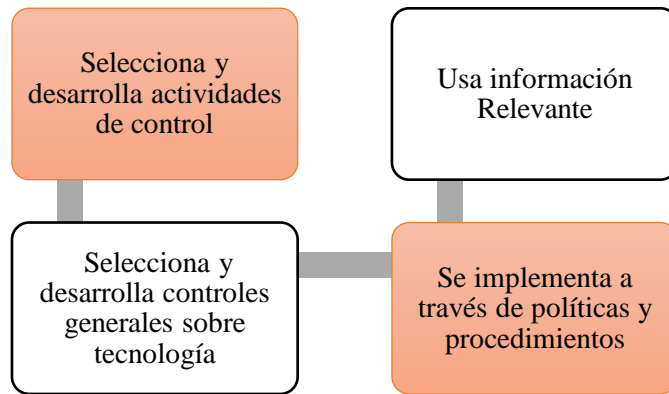 Selecciona y
desarrolla actividades
de control
Selecciona y
desarrolla controles
generales sobre
tecnología
Se implementa a
través de políticas y
procedimientos
Usa información
Relevante